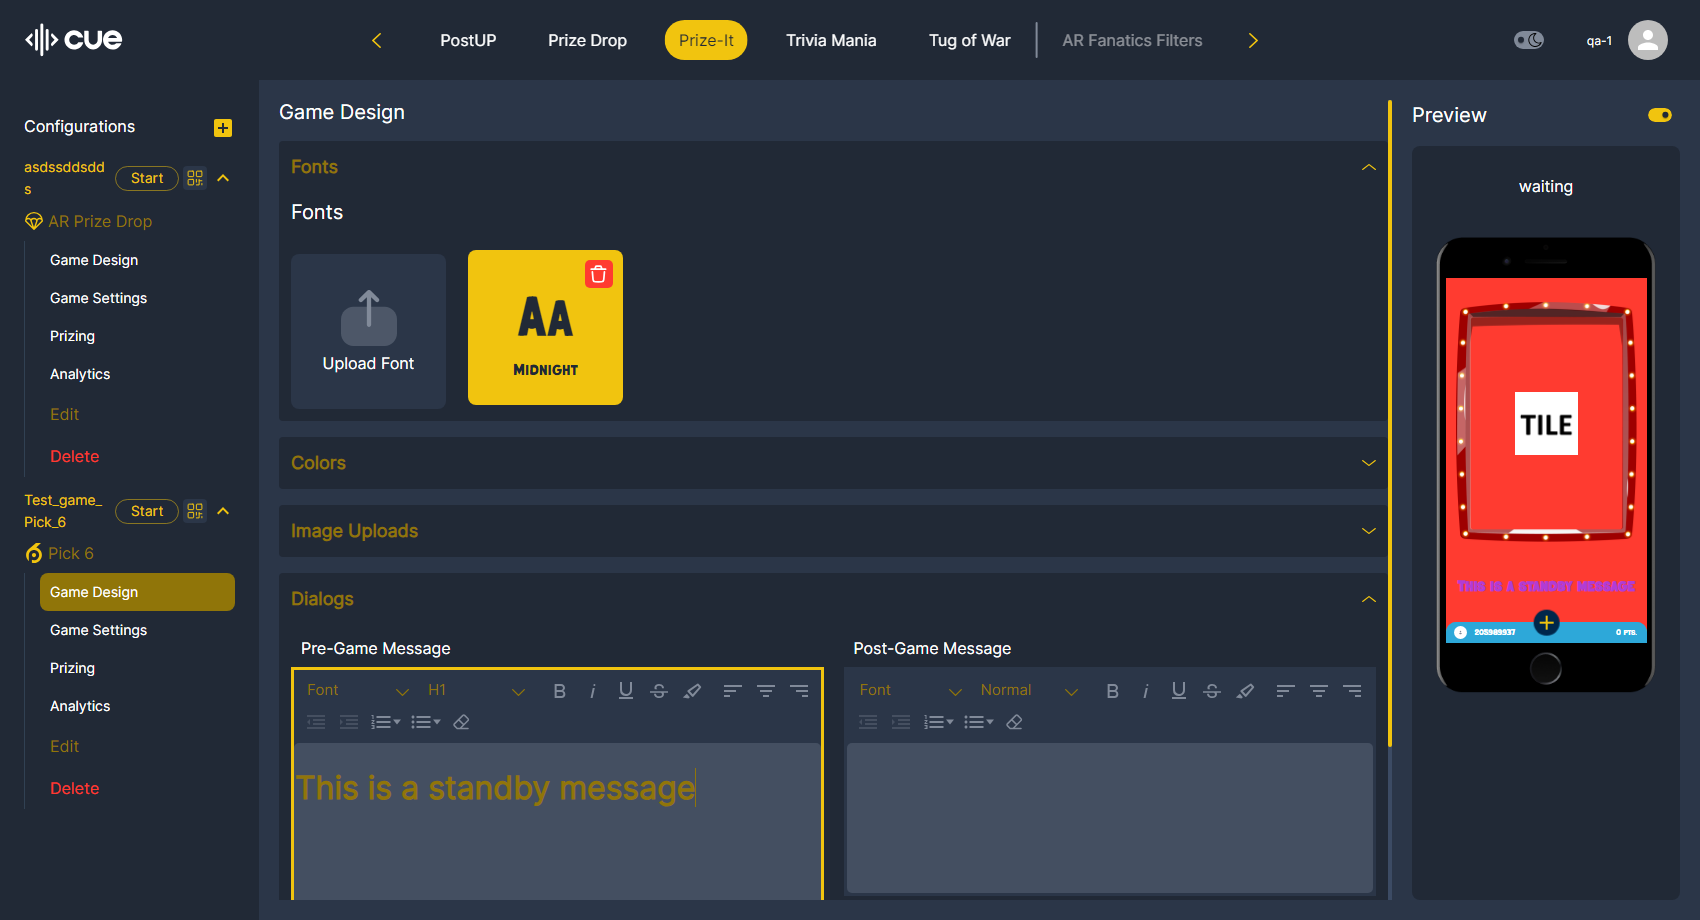 cue
PostUP
Prize Drop
Prize-It
Trivia Mania
Tug of War
AR Fanatics Filters
qa-1
Configurations
asdssddsdd
s
Start
AR Prize Drop
Game Design
Game Settings
Prizing
Analytics
Edit
Delete
Test_game_
Pick_6
Start
Pick 6
Game Design
Game Settings
Prizing
Analytics
Edit
Delete
Game Design
Fonts
Fonts
Upload Font
AA
MIDNIGHT
Colors
Image Uploads
Dialogs
Pre-Game Message
Font
H1
B i U S
This is a standby message
Post-Game Message
Font
Normal
B i U S
Preview
waiting
TILE
THIS IS A STANDBY MESSAGE
205989937
0 PTS.